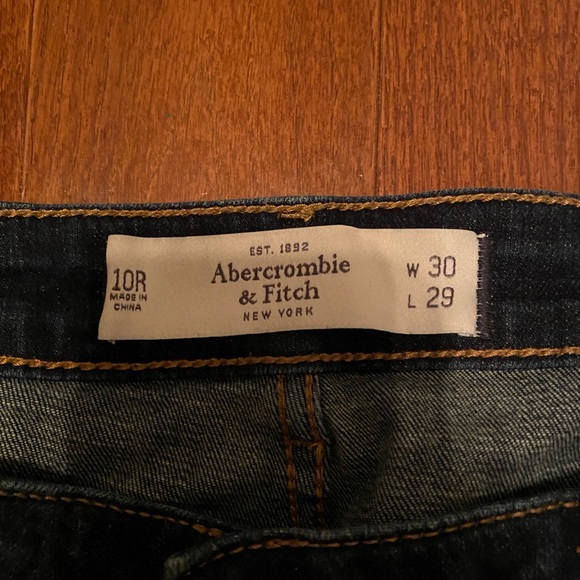 10R
MADE IN
CHINA
EST. 1892
Abercrombie
& Fitch
NEW YORK
W 30
L 29